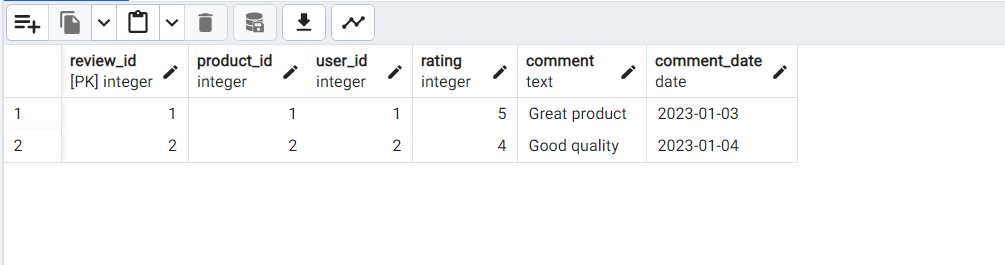 review_id product_id user_id rating comment comment_date
[PK] integer integer integer integer text date
1 1 1 1 5 Great product 2023-01-03
2 2 2 2 4 Good quality 2023-01-04